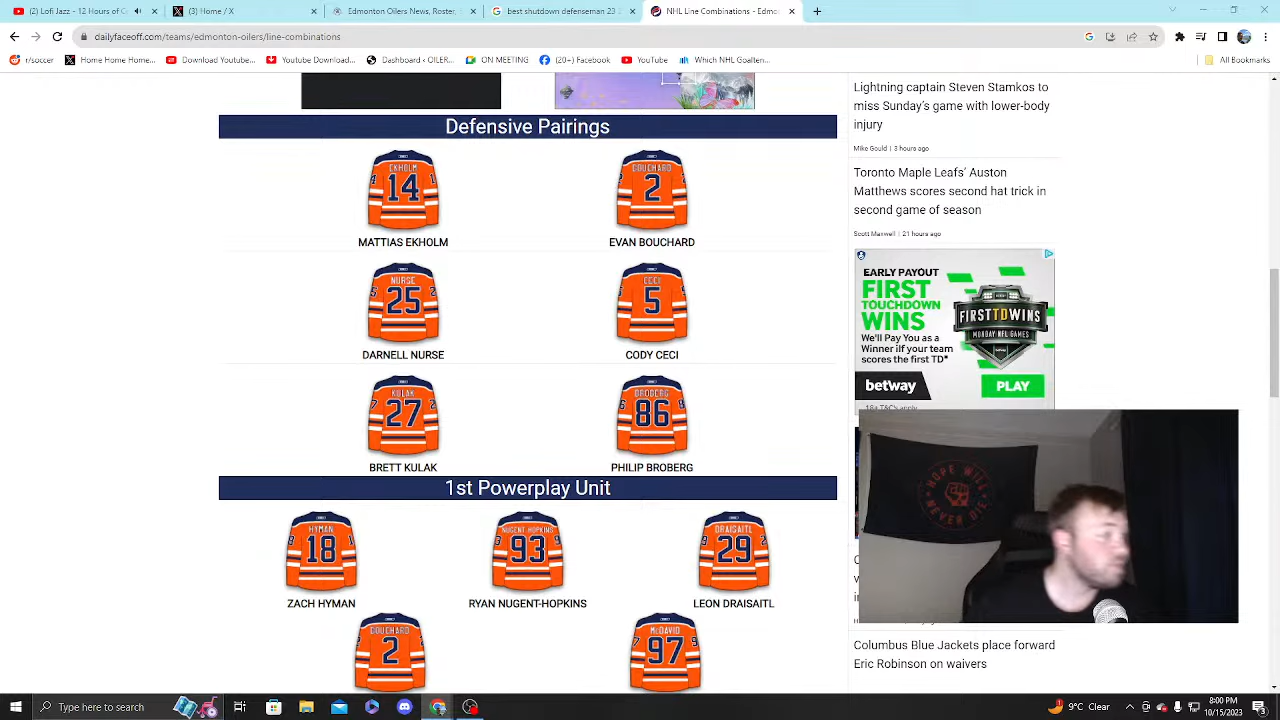 (2) Lofi Jazz - 12 Hours of C
(3) Home / X
Edmonton Oilers News, Roster,
best shutdown defenseman 23
NHL Line Combinations - Edmo
dailyfaceoff.com/teams/edmonton-oilers/line-combinations
r/soccer
Home Home Home...
Download Youtube...
Youtube Download...
Dashboard ‹ OILER...
ON MEETING
(20+) Facebook
YouTube
Which NHL Goalten...
All Bookmarks
Defensive Pairings
EKHOLM
14
MATTIAS EKHOLM
BOUCHARD
2
EVAN BOUCHARD
NURSE
25
DARNELL NURSE
CECI
5
CODY CECI
KULAK
27
BRETT KULAK
BROBERG
86
PHILIP BROBERG
1st Powerplay Unit
HYMAN
18
ZACH HYMAN
NUGENT-HOPKINS
93
RYAN NUGENT-HOPKINS
DRAISAITL
29
LEON DRAISAITL
BOUCHARD
2
McDAVID
97
Lightning captain Steven Stamkos to
miss Sunday's game with lower-body
injury
Mike Gould | 3 hours ago
Toronto Maple Leafs' Auston
Matthews scores second hat trick in
second game of season
Scott Maxwell | 21 hours ago
EARLY PAYOUT
FIRST
TOUCHDOWN
WINS
We'll Pay You as a
Winner iIf your team
scores the first TD*
FIRSTTDWINS
MONDAY NFL GAMES
betway
PLAY
18+ T&C's apply
Columbus Blue Jackets place forward
Eric Robinson on waivers
Type here to search
9°C
8:00 PM
10/15/2023